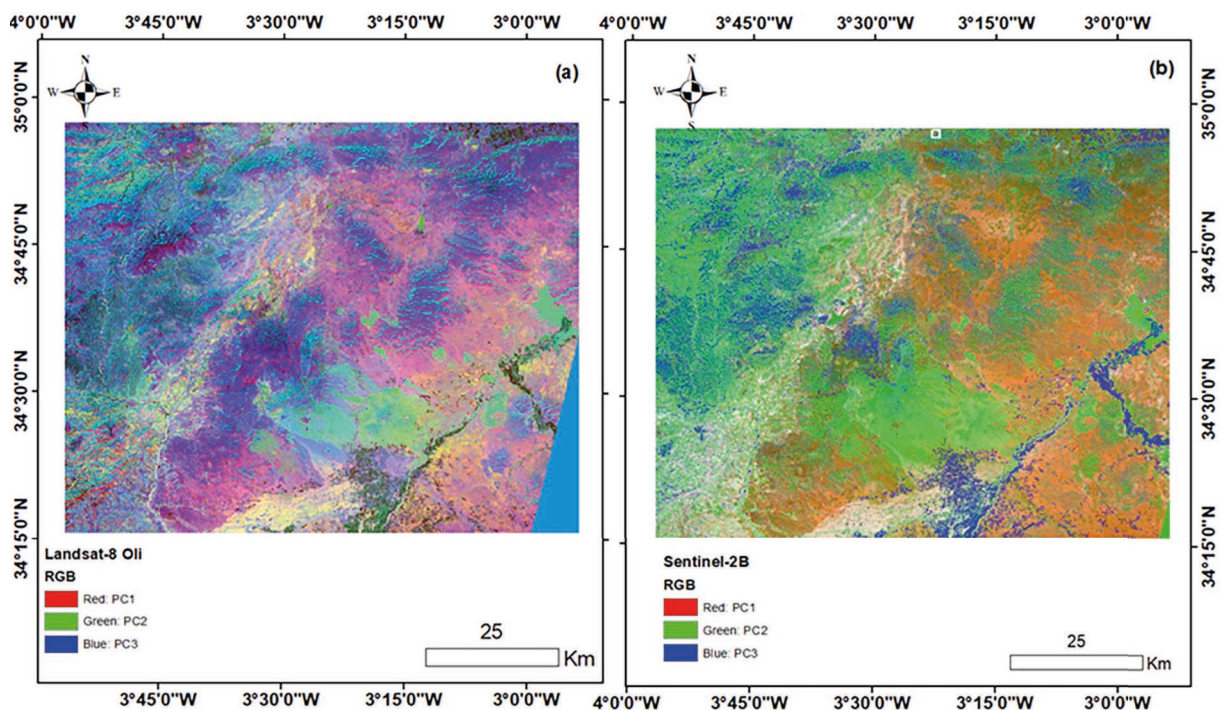 4°0'0"W 3°45'0"W 3°30'0"W 3°15'0"W 3°0'0"W
3°45'0"W 3°30'0"W 3°15'0"W 3°0'0"W
N
W E
S
(a)
35°0'0"N
34°45'0"N
34°30'0"N
34°15'0"N
Landsat-8 Oli
RGB
Red: PC1
Green: PC2
Blue: PC3
25
Km
3°45'0"W 3°30'0"W 3°15'0"W 3°0'0"W
N
W E
S
(b)
35°0'0"N
34°45'0"N
34°30'0"N
34°15'0"N
Sentinel-2B
RGB
Red: PC1
Green: PC2
Blue: PC3
25
Km
4°0'0"W 3°45'0"W 3°30'0"W 3°15'0"W 3°0'0"W